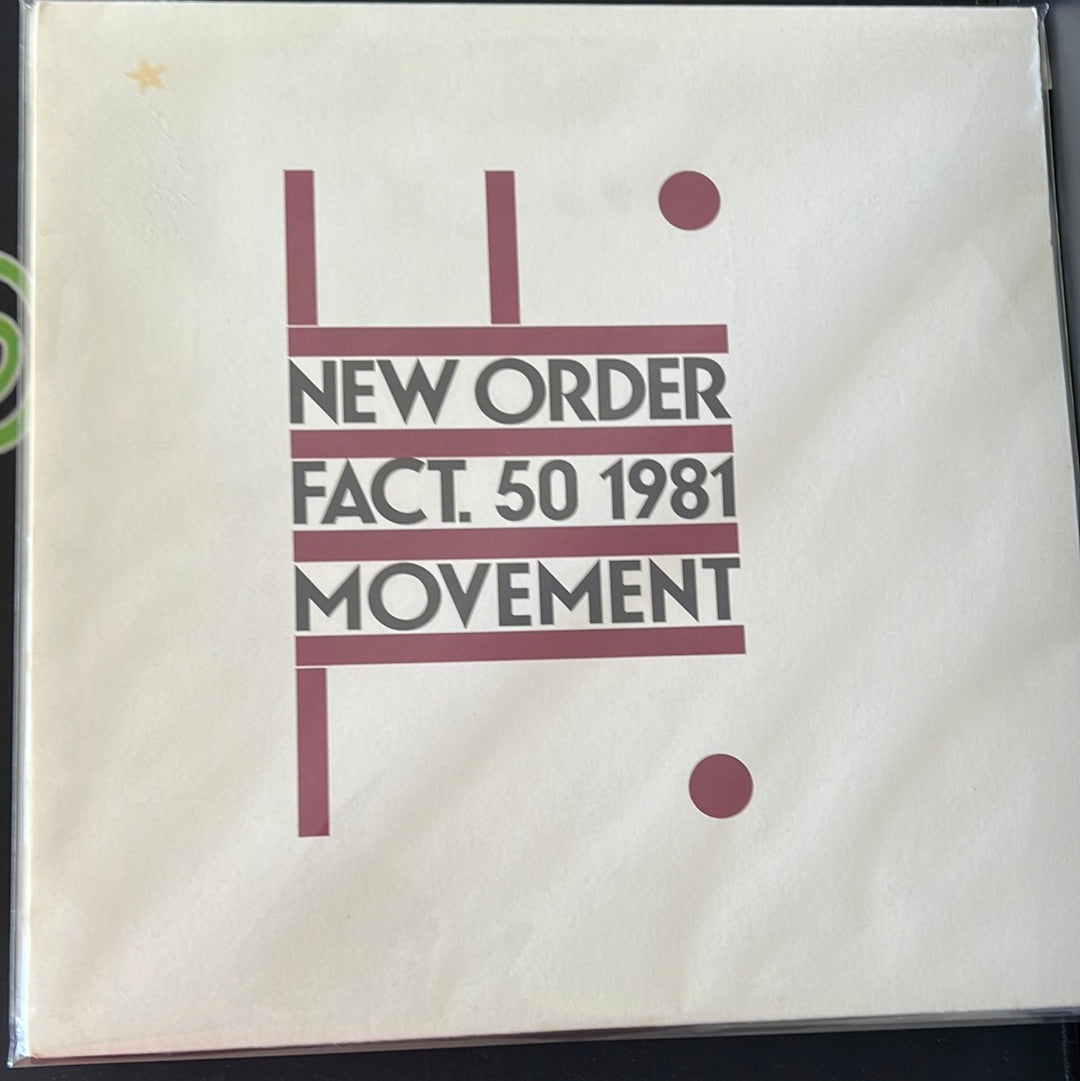 NEW ORDER
FACT. 50 1981
MOVEMENT